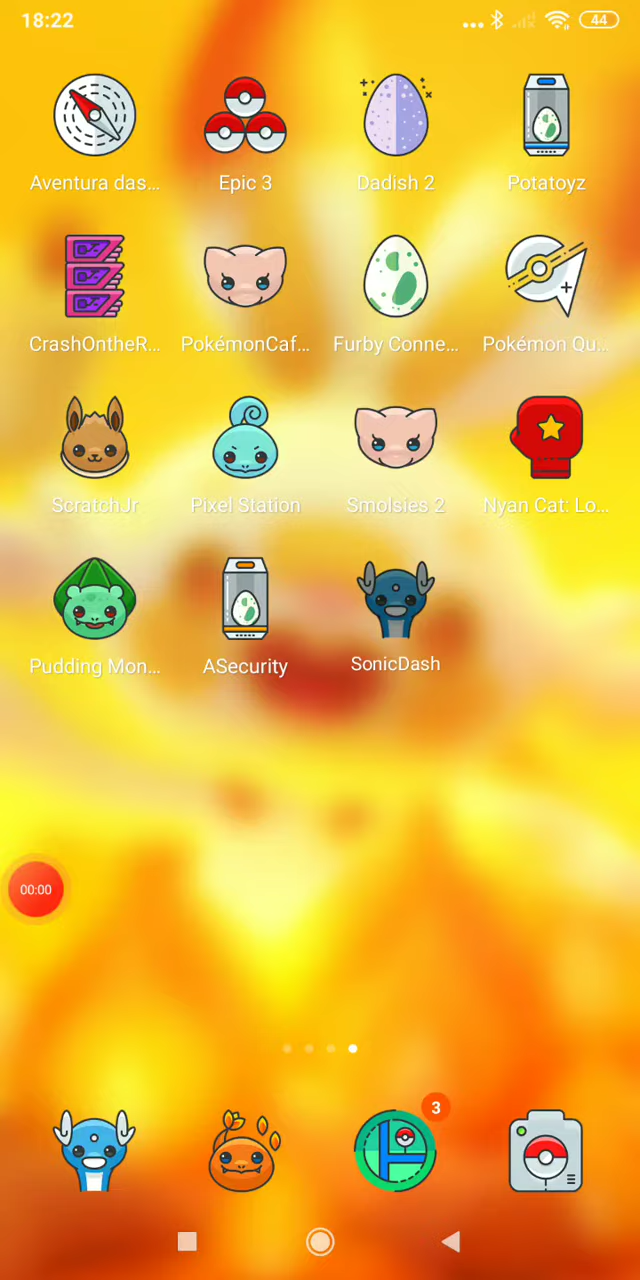 18:22
44
Aventura das...
Epic 3
Dadish 2
Potatoyz
CrashOntheR...
PokémonCaf...
Furby Conne...
Pokémon Qu...
ScratchJr
Pixel Station
Smolsies 2
Nyan Cat: Lo...
Pudding Mon...
ASecurity
SonicDash
00:00
3